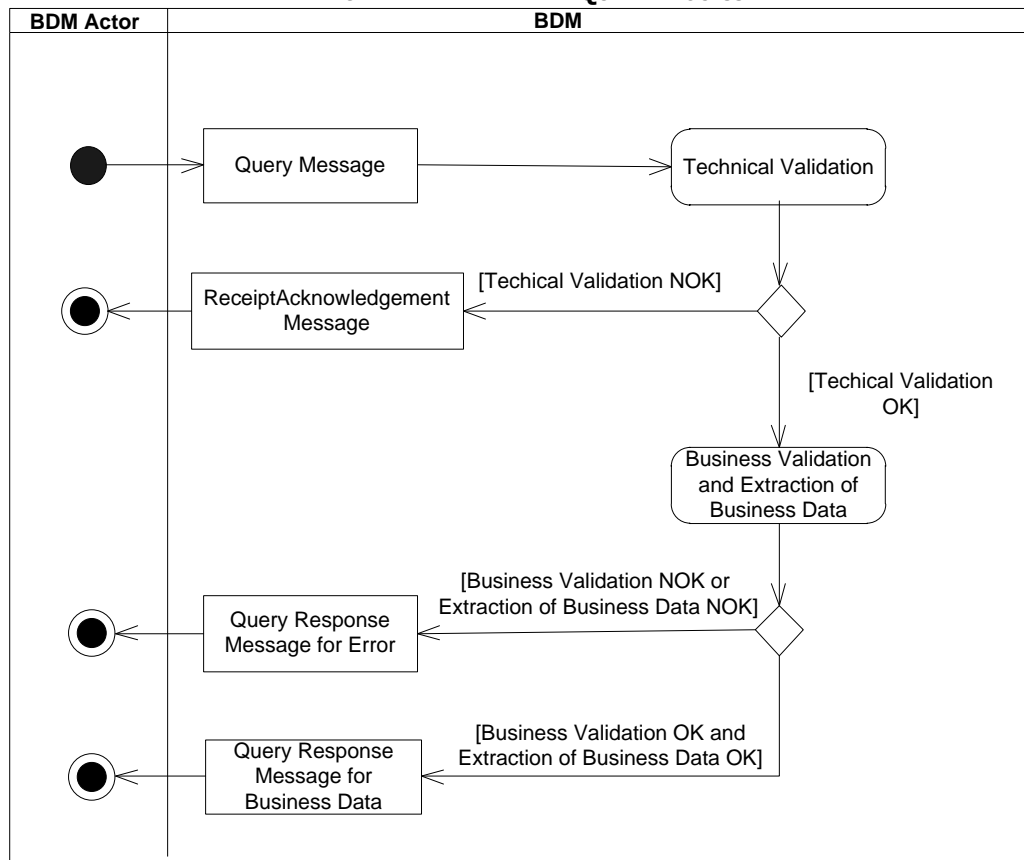 BDM Actor
BDM
Query Message
Technical Validation
ReceiptAcknowledgement
Message
[Techical Validation NOK]
[Techical Validation
OK]
Business Validation
and Extraction of
Business Data
[Business Validation NOK or
Extraction of Business Data NOK]
Query Response
Message for Error
[Business Validation OK and
Extraction of Business Data OK]
Query Response
Message for
Business Data